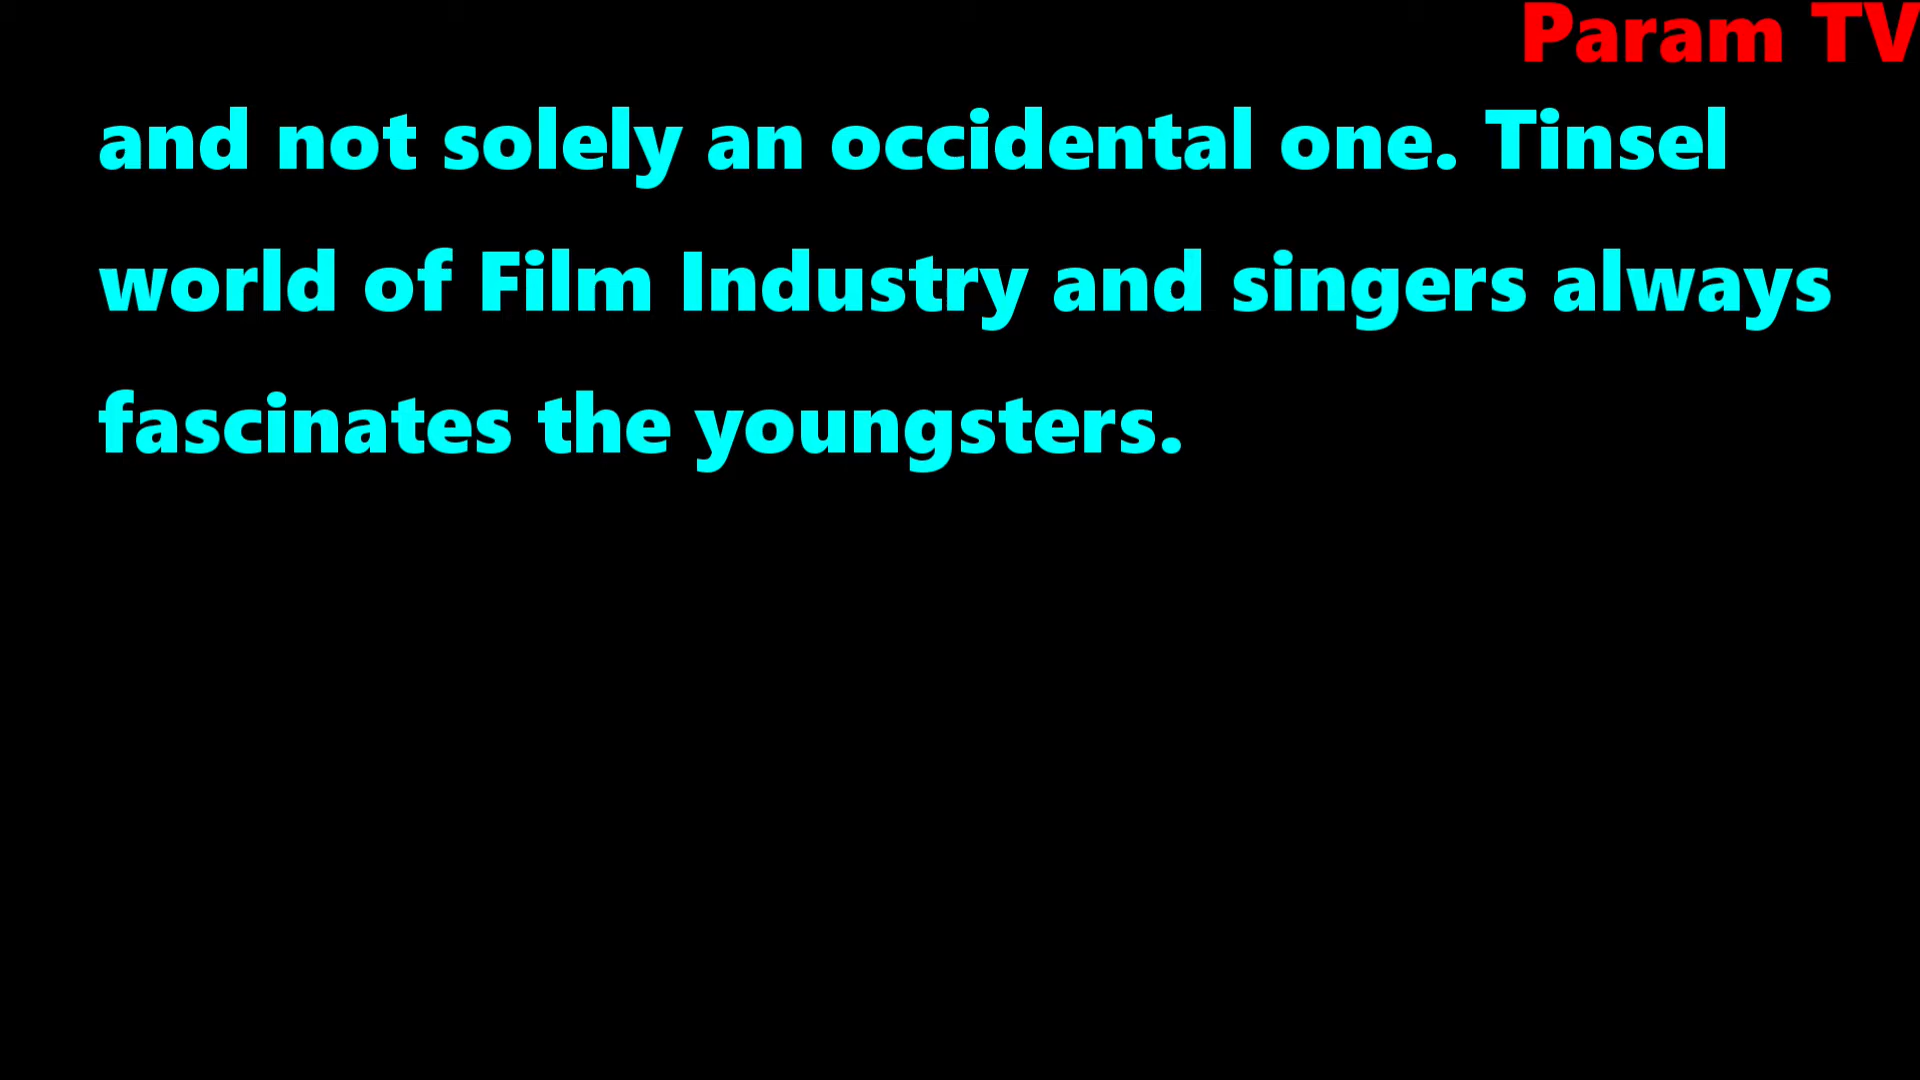 Param TV
and not solely an occidental one. Tinsel
world of Film Industry and singers always
fascinates the youngsters.